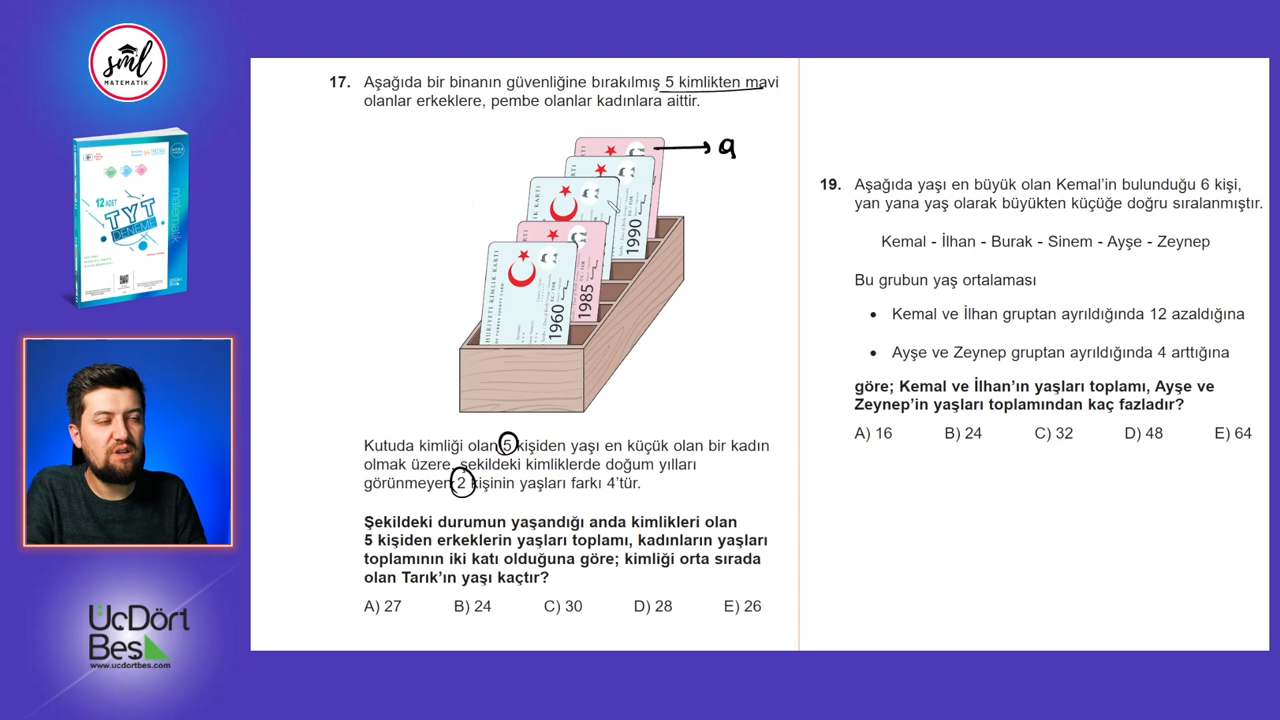 sml
MATEMATİK
12 ADET
TYT
DENEME
matematik
ÜçDört
Beş
www.ucdortbes.com
17. Aşağıda bir binanın güvenliğine bırakılmış 5 kimlikten mavi
olanlar erkeklere, pembe olanlar kadınlara aittir.
a
1990
1985
1960
Kutuda kimliği olan 5 kişiden yaşı en küçük olan bir kadın
olmak üzere, şekildeki kimliklerde doğum yılları
görünmeyen 2 kişinin yaşları farkı 4'tür.
Şekildeki durumun yaşandığı anda kimlikleri olan
5 kişiden erkeklerin yaşları toplamı, kadınların yaşları
toplamının iki katı olduğuna göre; kimliği orta sırada
olan Tarık'ın yaşı kaçtır?
A) 27 B) 24 C) 30 D) 28 E) 26
19. Aşağıda yaşı en büyük olan Kemal'in bulunduğu 6 kişi,
yan yana yaş olarak büyükten küçüğe doğru sıralanmıştır.
Kemal - İlhan - Burak - Sinem - Ayşe - Zeynep
Bu grubun yaş ortalaması
• Kemal ve İlhan gruptan ayrıldığında 12 azaldığına
• Ayşe ve Zeynep gruptan ayrıldığında 4 arttığına
göre; Kemal ve İlhan'ın yaşları toplamı, Ayşe ve
Zeynep'in yaşları toplamından kaç fazladır?
A) 16 B) 24 C) 32 D) 48 E) 64